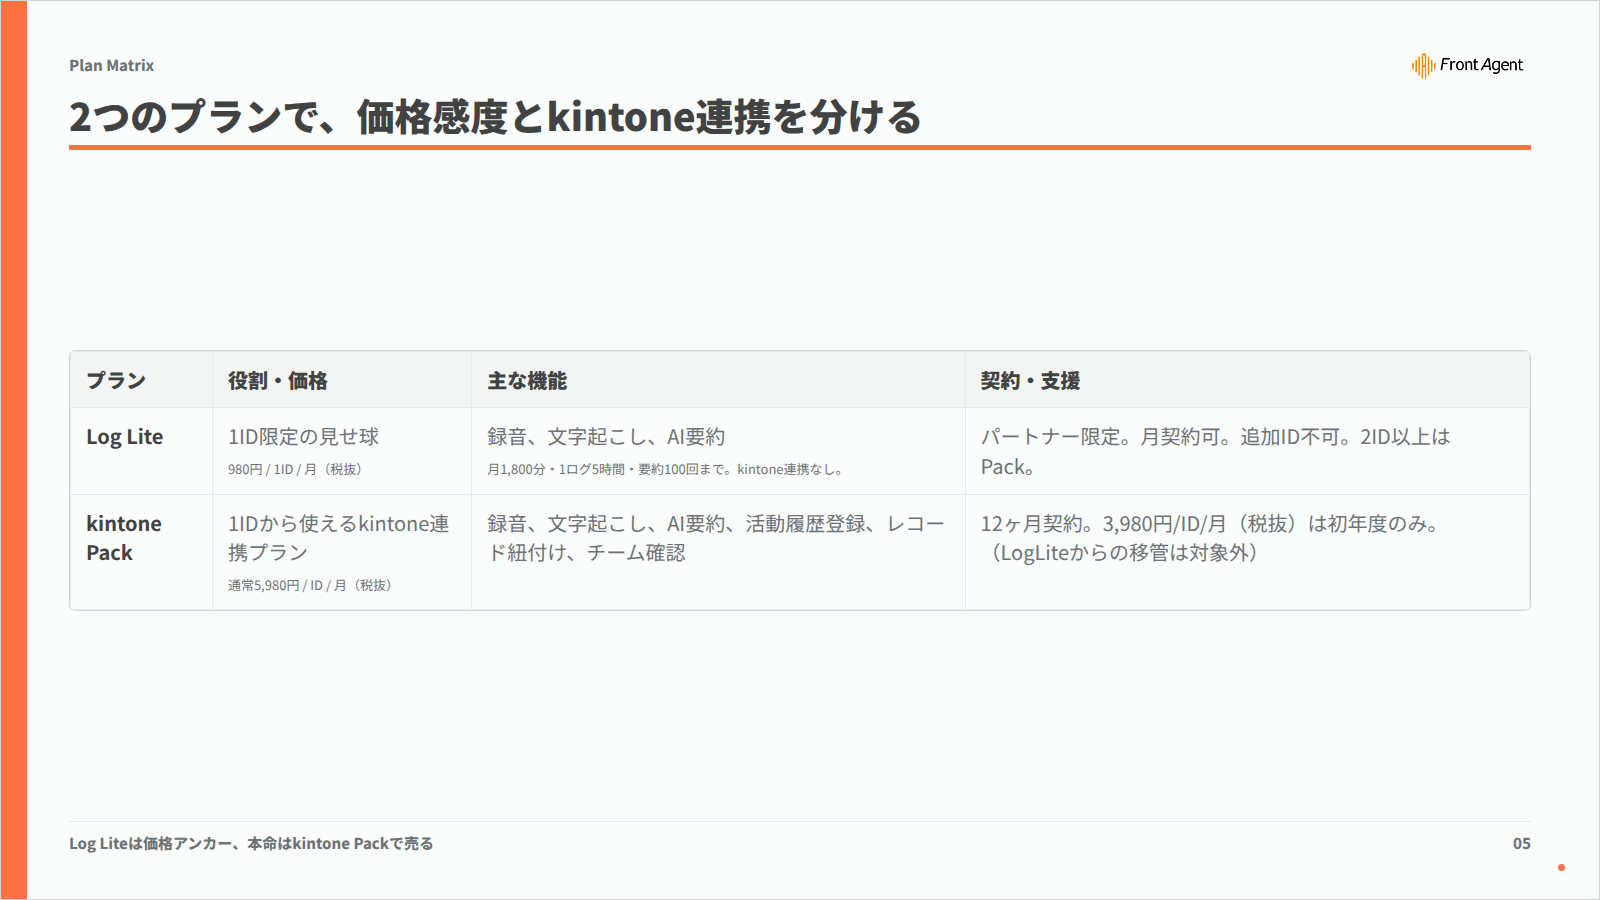 Plan Matrix
Front Agent
2つのプランで、価格感度とkintone連携を分ける
プラン
役割・価格
主な機能
契約・支援
Log Lite
1ID限定の見せ球
980円 / 1ID / 月（税抜）
録音、文字起こし、AI要約
月1,800分・1ログ5時間・要約100回まで。kintone連携なし。
パートナー限定。月契約可。追加ID不可。2ID以上は
Pack。
kintone
Pack
1IDから使えるkintone連
携プラン
通常5,980円 / ID / 月（税抜）
録音、文字起こし、AI要約、活動履歴登録、レコー
ド紐付け、チーム確認
12ヶ月契約。3,980円/ID/月（税抜）は初年度のみ。
（LogLiteからの移管は対象外）
Log Liteは価格アンカー、本命はkintone Packで売る
05